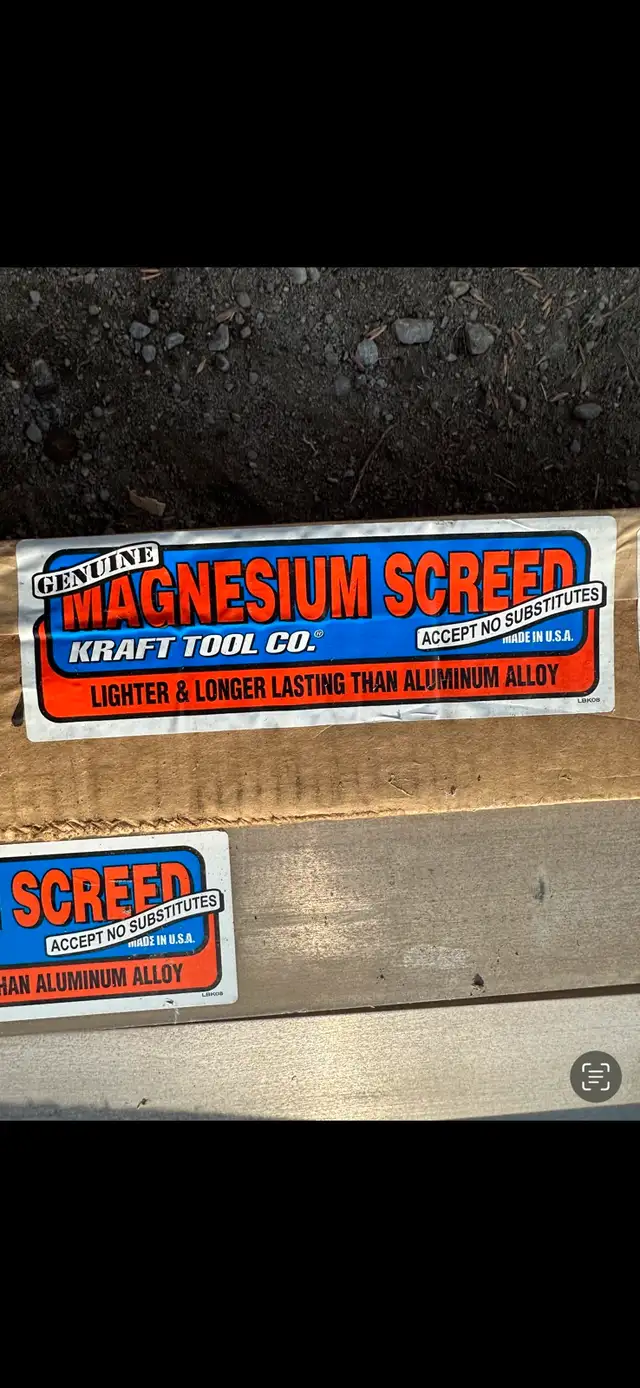 GENUINE
MAGNESIUM SCREED
KRAFT TOOL CO.®
ACCEPT NO SUBSTITUTES
MADE IN U.S.A.
LIGHTER & LONGER LASTING THAN ALUMINUM ALLOY
LBK08
SCREED
ACCEPT NO SUBSTITUTES
MADE IN U.S.A.
HAN ALUMINUM ALLOY
LBK08